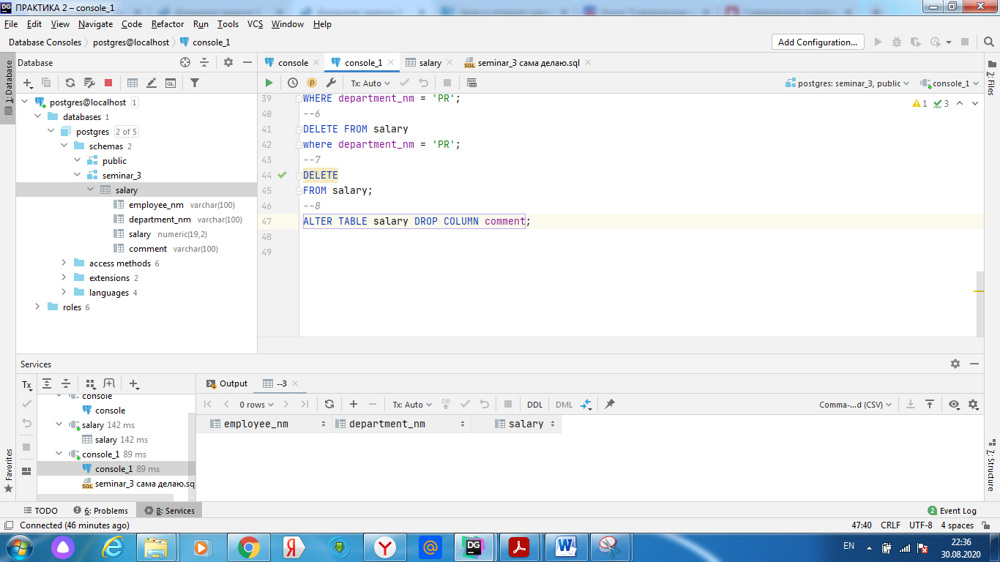 ПРАКТИКА 2 – console_1
File Edit View Navigate Code Refactor Run Tools VCS Window Help
Database Consoles postgres@localhost console_1
Add Configuration...
1: Database
Database
postgres@localhost 1
databases 1
postgres 2 of 5
schemas 2
public
seminar_3
salary
employee_nm varchar(100)
department_nm varchar(100)
salary numeric(19,2)
comment varchar(100)
access methods 6
extensions 2
languages 4
roles 6
console console_1 salary seminar_3 сама делаю.sql
Tx: Auto
postgres: seminar_3, public console_1
1 3
39 WHERE department_nm = 'PR';
40 --6
41 DELETE FROM salary
42 where department_nm = 'PR';
43 --7
44 DELETE
45 FROM salary;
46 --8
47 ALTER TABLE salary DROP COLUMN comment;
48
49
2: Files
Services
Tx
console
console
salary 142 ms
salary 142 ms
console_1 89 ms
console_1 89 ms
seminar_3 сама делаю.sql
Output --3
0 rows Tx: Auto DB DDL DML Comma-...d (CSV)
employee_nm department_nm salary
Favorites
7: Structure
TODO 6: Problems 8: Services
2 Event Log
Connected (46 minutes ago)
47:40 CRLF UTF-8 4 spaces
EN
22:36
30.08.2020